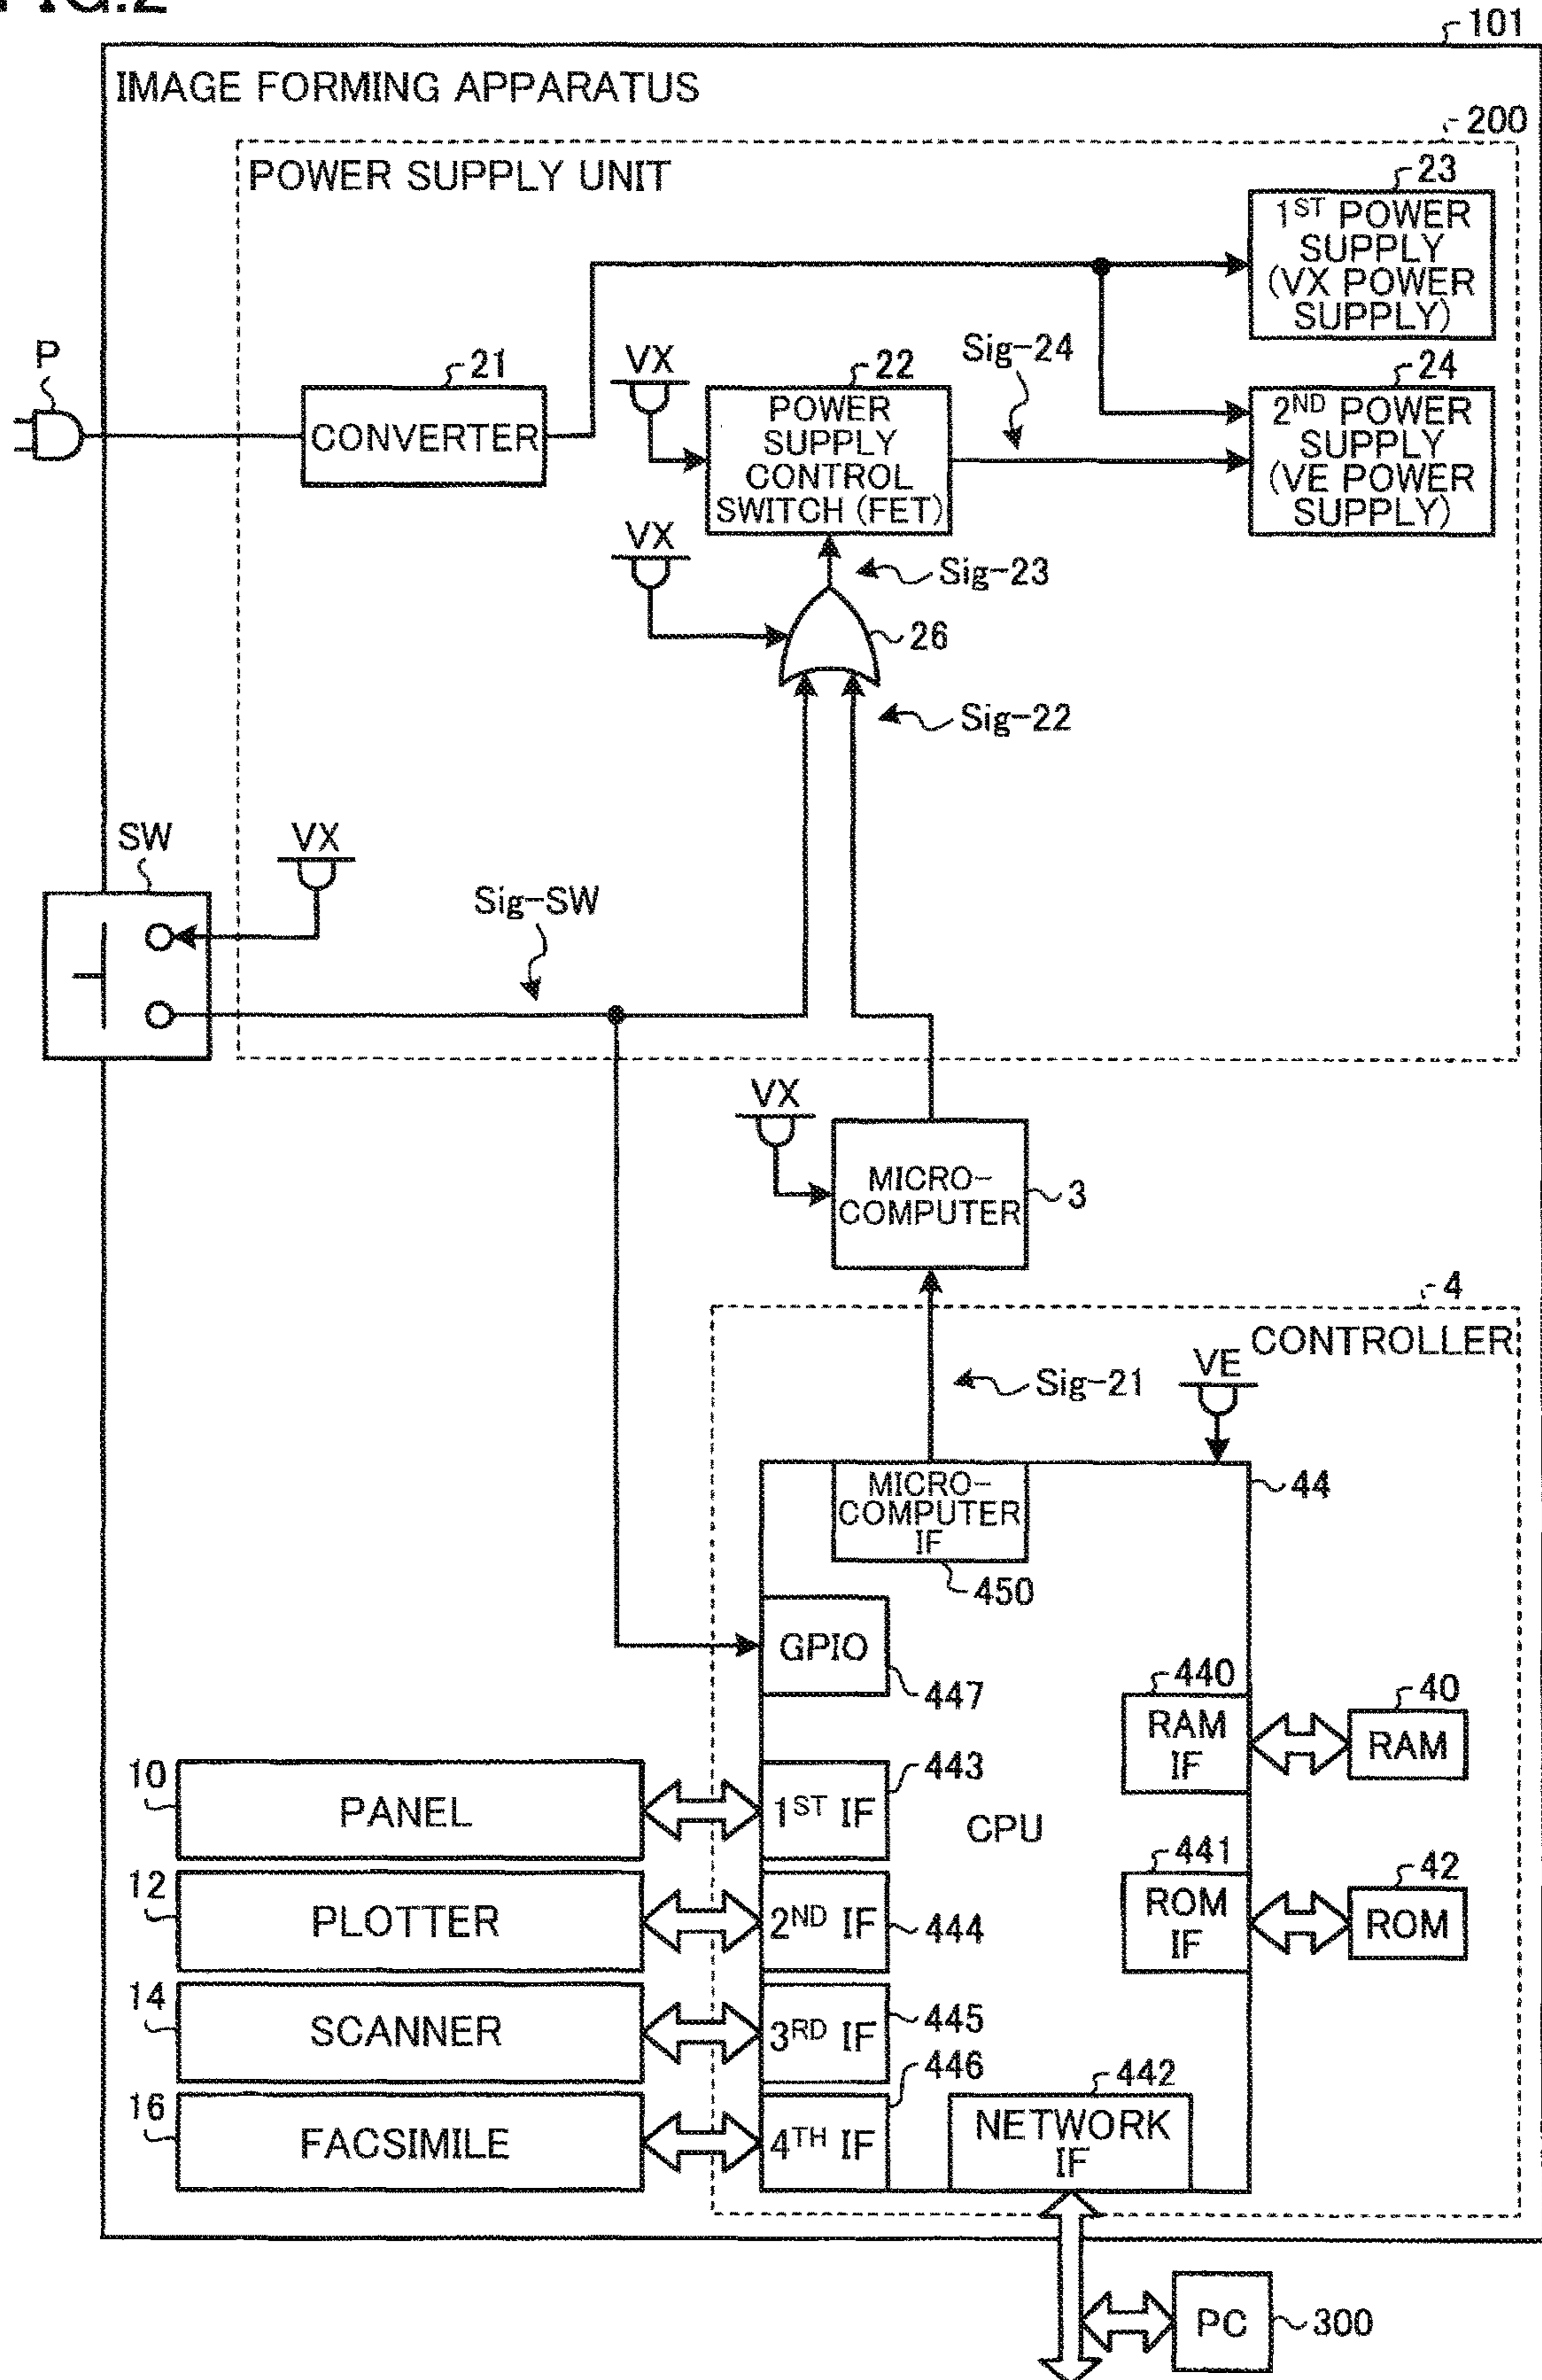 FIG.2
101
IMAGE FORMING APPARATUS
200
POWER SUPPLY UNIT
23
1ST POWER
SUPPLY
(VX POWER
SUPPLY)
P
21
CONVERTER
VX
22
POWER
SUPPLY
CONTROL
SWITCH (FET)
Sig-24
24
2ND POWER
SUPPLY
(VE POWER
SUPPLY)
VX
Sig-23
26
Sig-22
SW
VX
Sig-SW
VX
MICRO-
COMPUTER
3
4
CONTROLLER
Sig-21
VE
MICRO-
COMPUTER
IF
44
450
GPIO
447
440
RAM
IF
40
RAM
10
PANEL
1ST IF
443
CPU
441
ROM
IF
42
ROM
12
PLOTTER
2ND IF
444
14
SCANNER
3RD IF
445
446
16
FACSIMILE
4TH IF
442
NETWORK
IF
PC
300